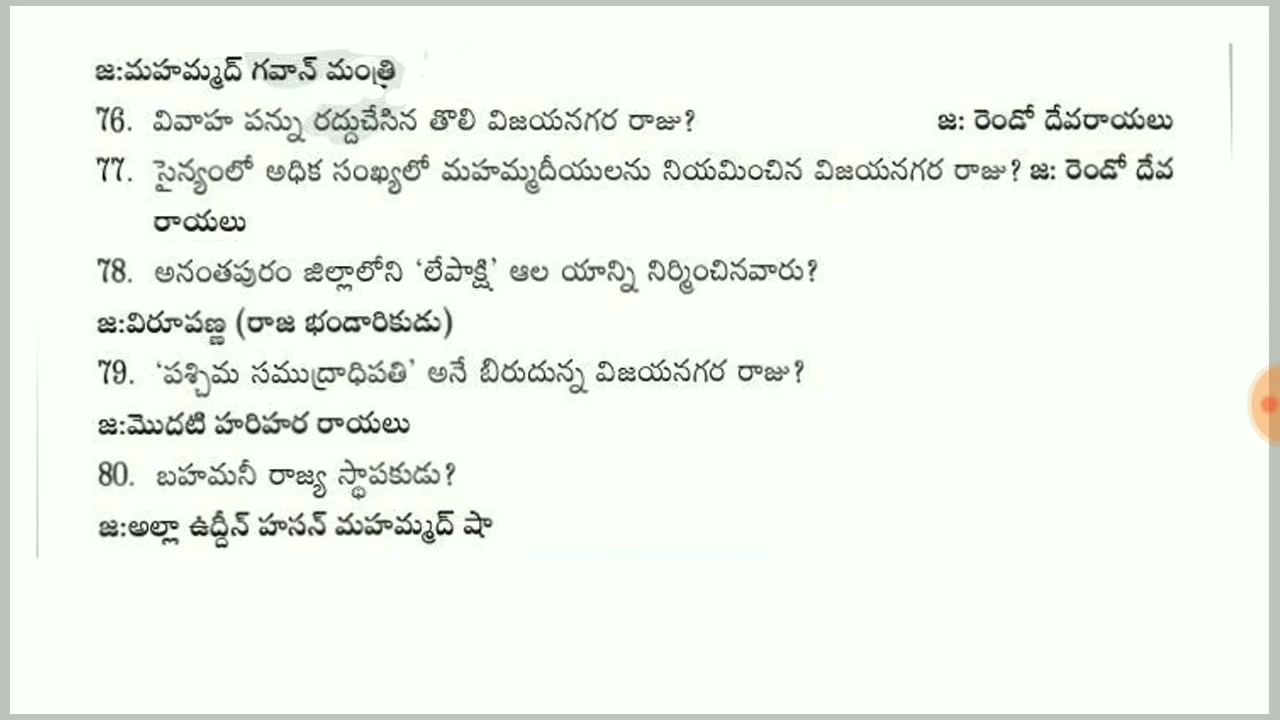 జ:మహమ్మద్ గవాన్ మంత్రి
76. వివాహ పన్ను రద్దుచేసిన తొలి విజయనగర రాజు? జ: రెండో దేవరాయలు
77. సైన్యంలో అధిక సంఖ్యలో మహమ్మదీయులను నియమించిన విజయనగర రాజు? జ: రెండో దేవ
రాయలు
78. అనంతపురం జిల్లాలోని ‘లేపాక్షి’ ఆల యాన్ని నిర్మించినవారు?
జ:విరూపణ్ణ (రాజ భండారికుడు)
79. ‘పశ్చిమ సముద్రాధిపతి’ అనే బిరుదున్న విజయనగర రాజు?
జ:మొదటి హరిహర రాయలు
80. బహమనీ రాజ్య స్థాపకుడు?
జ:అల్లా ఉద్దీన్ హసన్ మహమ్మద్ షా